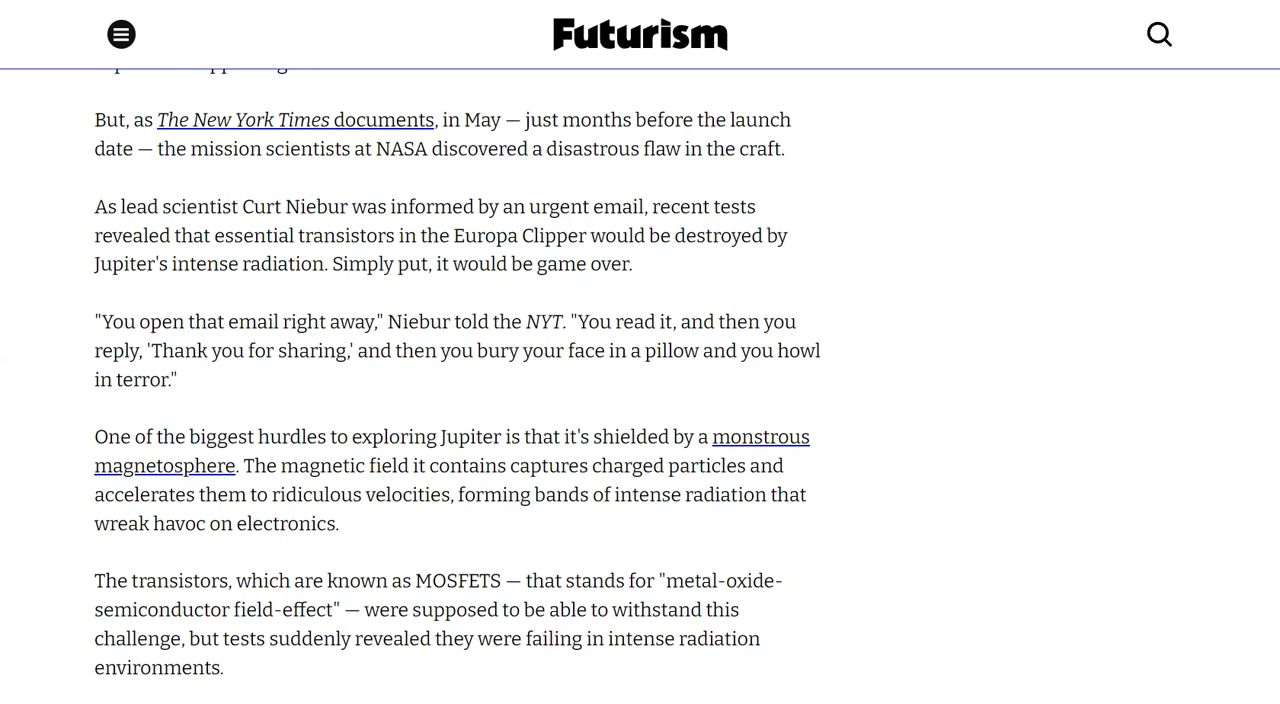 Futurism
But, as The New York Times documents, in May — just months before the launch
date — the mission scientists at NASA discovered a disastrous flaw in the craft.
As lead scientist Curt Niebur was informed by an urgent email, recent tests
revealed that essential transistors in the Europa Clipper would be destroyed by
Jupiter's intense radiation. Simply put, it would be game over.
"You open that email right away," Niebur told the NYT. "You read it, and then you
reply, 'Thank you for sharing,' and then you bury your face in a pillow and you howl
in terror."
One of the biggest hurdles to exploring Jupiter is that it's shielded by a monstrous
magnetosphere. The magnetic field it contains captures charged particles and
accelerates them to ridiculous velocities, forming bands of intense radiation that
wreak havoc on electronics.
The transistors, which are known as MOSFETS — that stands for "metal-oxide-
semiconductor field-effect" — were supposed to be able to withstand this
challenge, but tests suddenly revealed they were failing in intense radiation
environments.